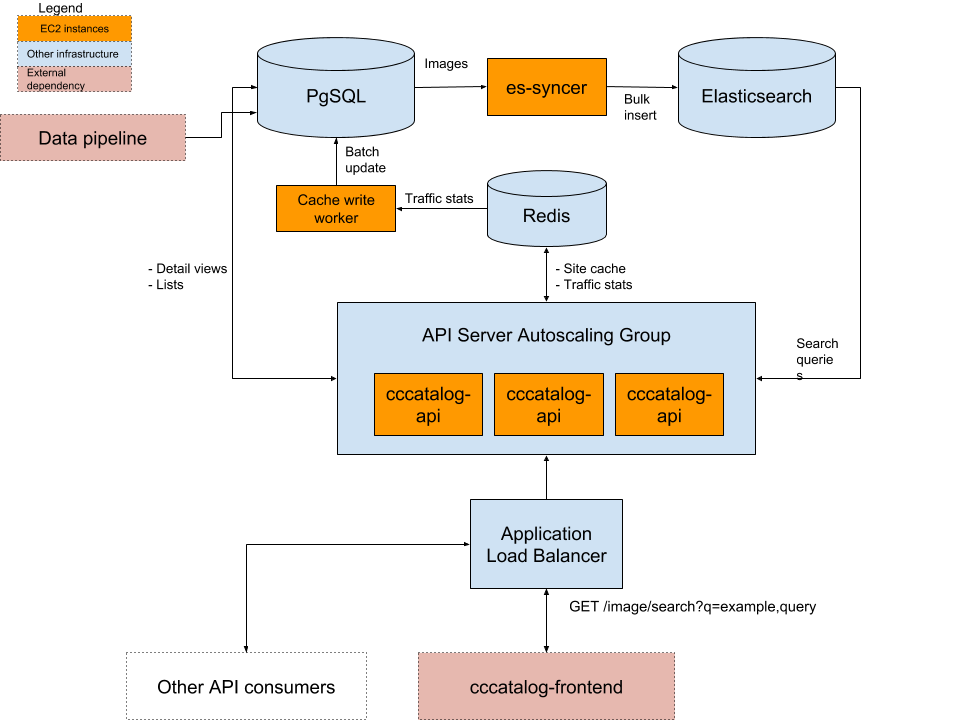 Legend
EC2 instances
Other infrastructure
External
dependency
Data pipeline
PgSQL
Images
es-syncer
Bulk
insert
Elasticsearch
Batch
update
Cache write
worker
Traffic stats
Redis
- Detail views
- Lists
- Site cache
- Traffic stats
Search
querie
s
API Server Autoscaling Group
cccatalog-
api
cccatalog-
api
cccatalog-
api
Application
Load Balancer
GET /image/search?q=example,query
Other API consumers
cccatalog-frontend